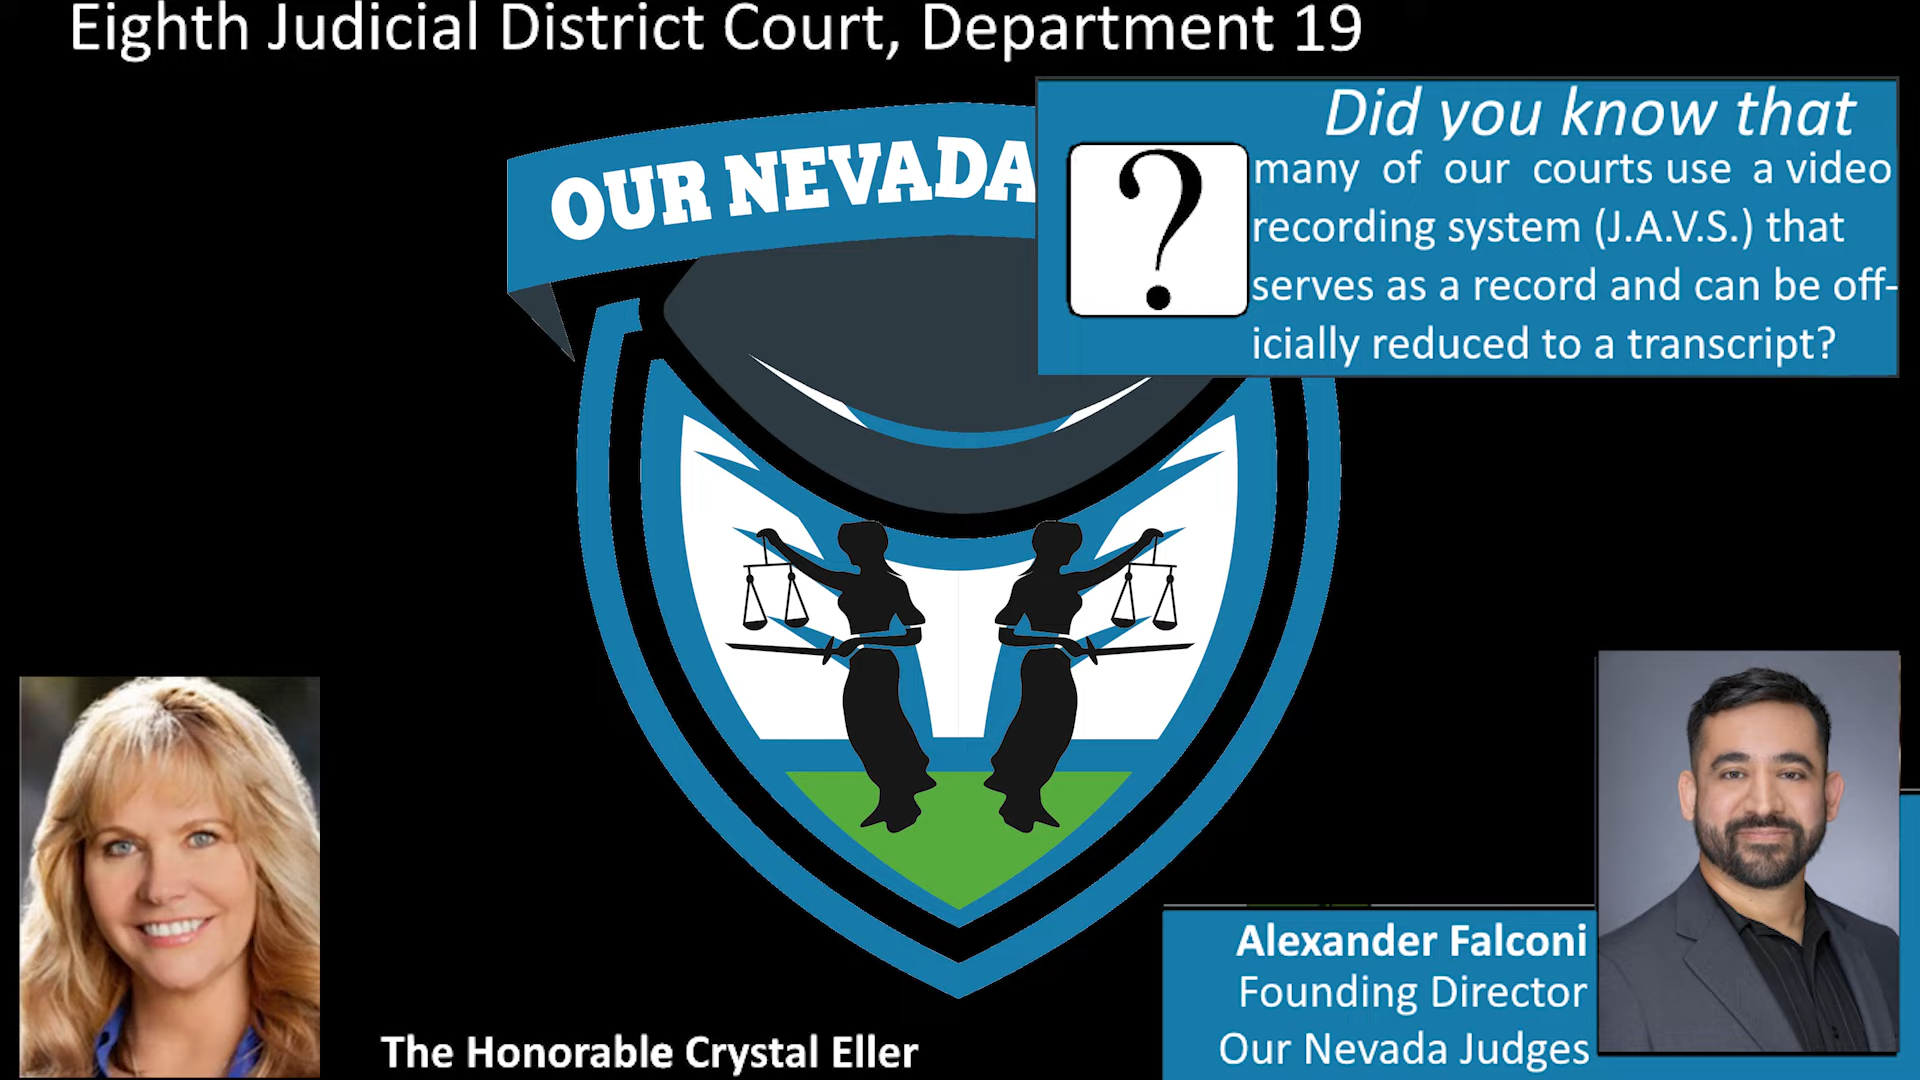 Eighth Judicial District Court, Department 19
OUR NEVADA
?
Did you know that
many of our courts use a video
recording system (J.A.V.S.) that
serves as a record and can be off-
icially reduced to a transcript?
The Honorable Crystal Eller
Alexander Falconi
Founding Director
Our Nevada Judges